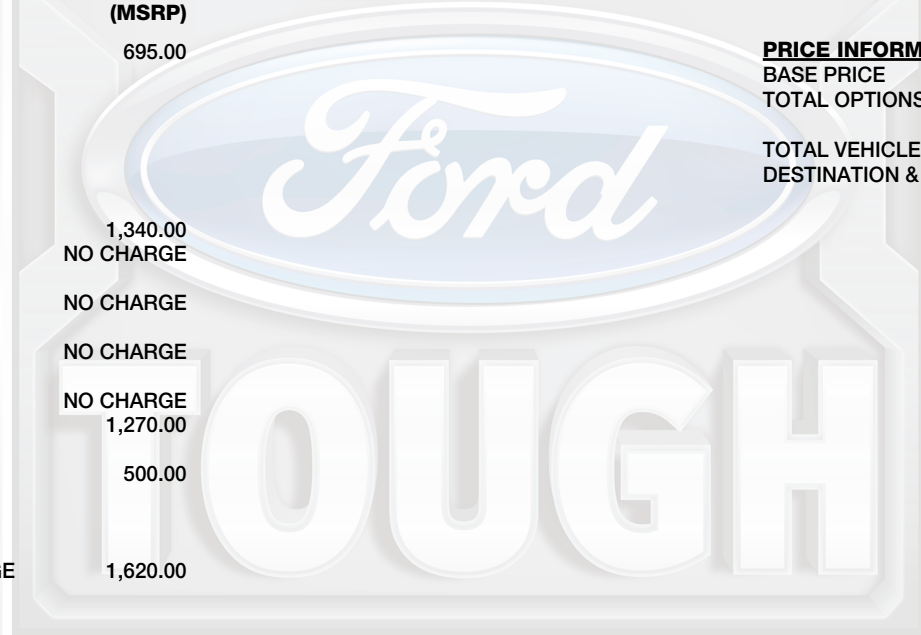 (MSRP)
695.00
1,340.00
NO CHARGE
NO CHARGE
NO CHARGE
NO CHARGE
1,270.00
500.00
1,620.00
PRICE INFORM
BASE PRICE
TOTAL OPTIONS
TOTAL VEHICLE
DESTINATION &
Ford
TOUGH